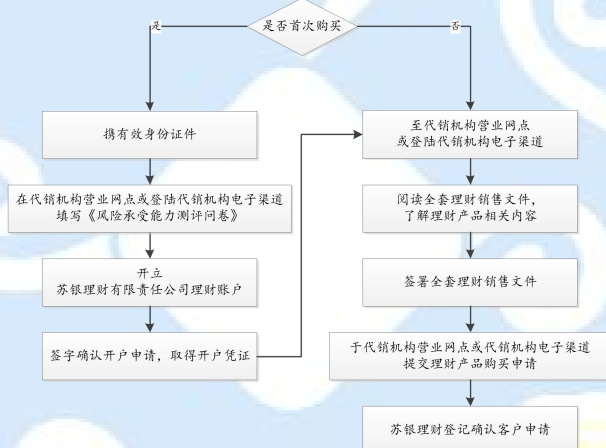 是否首次购买
是
否
携有效身份证件
在代销机构营业网点或登陆代销机构电子渠道
填写《风险承受能力测评问卷》
开立
苏银理财有限责任公司理财账户
签字确认开户申请，取得开户凭证
至代销机构营业网点
或登陆代销机构电子渠道
阅读全套理财销售文件，
了解理财产品相关内容
签署全套理财销售文件
于代销机构营业网点或代销机构电子渠道
提交理财产品购买申请
苏银理财登记确认客户申请